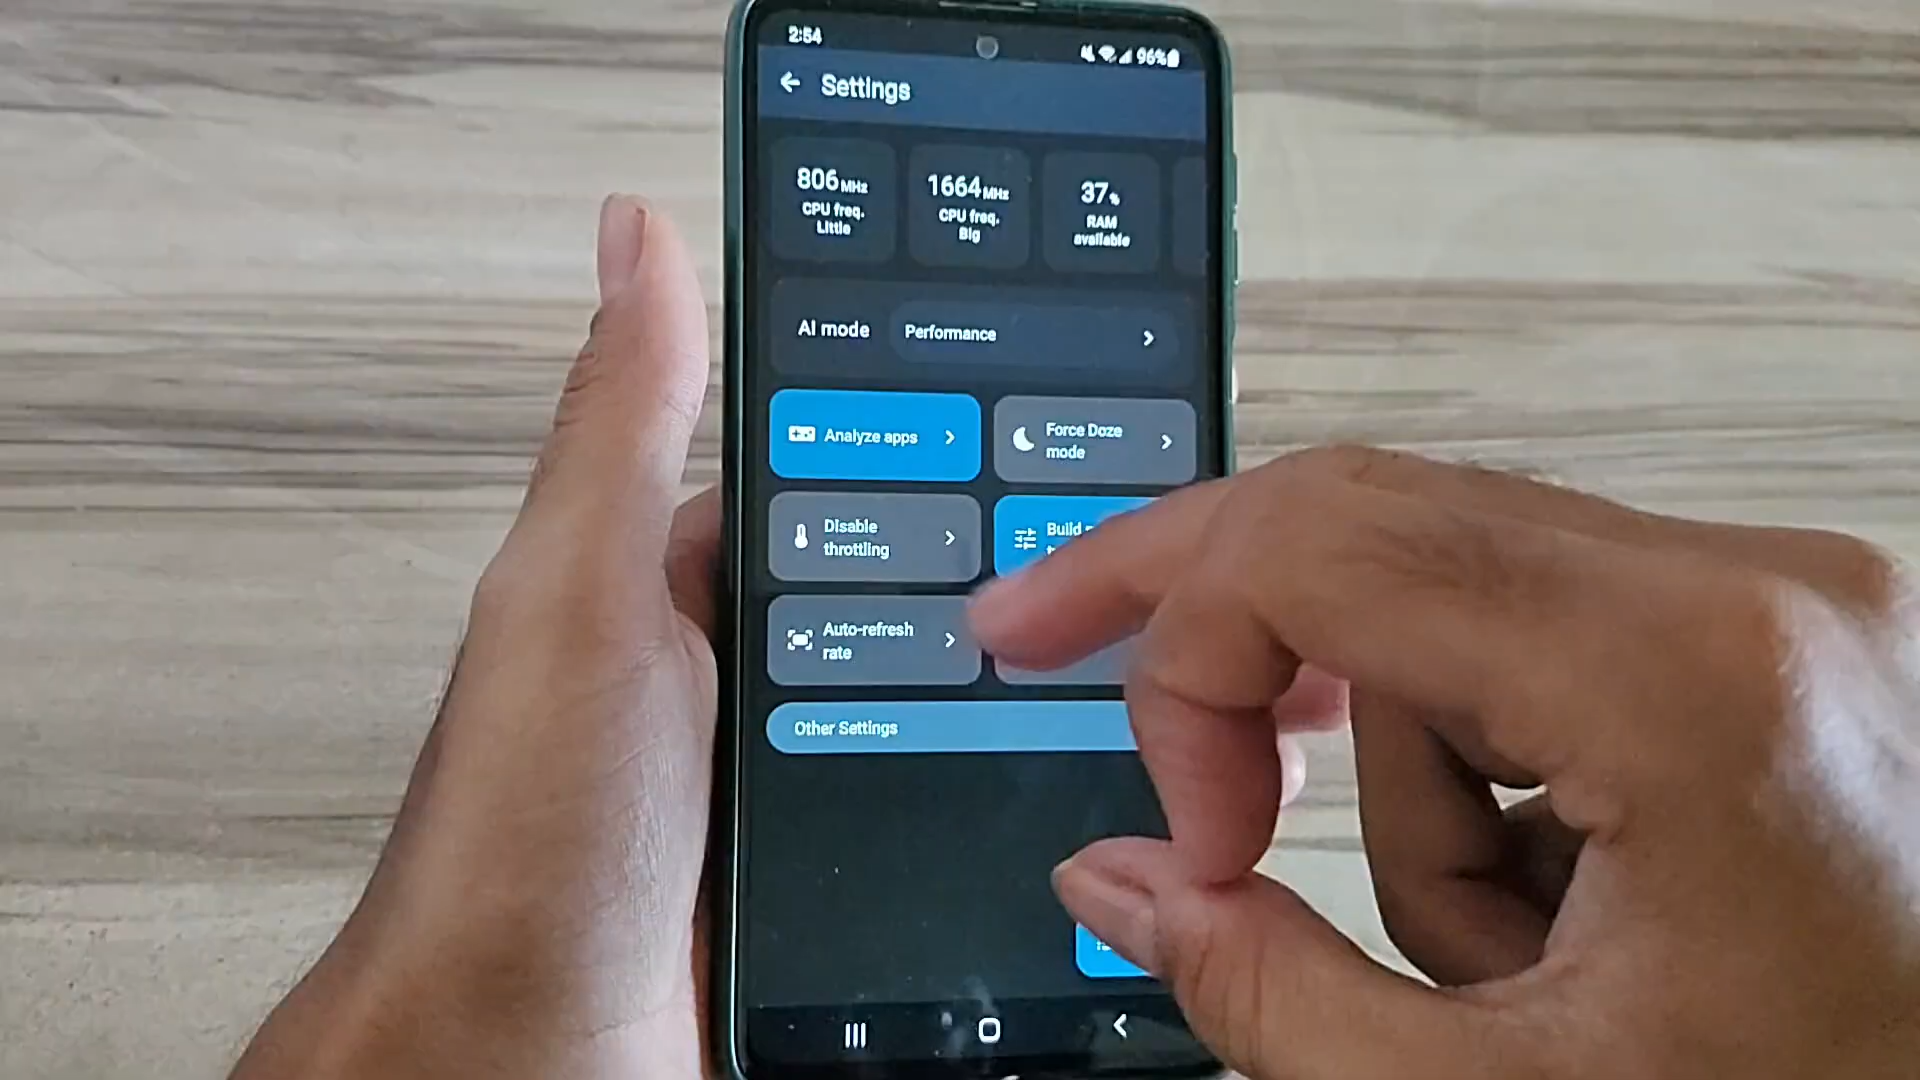 2:54
96%
Settings
806 MHz
CPU freq.
Little
1664 MHz
CPU freq.
Big
37 %
RAM
available
AI mode
Performance
Analyze apps
Force Doze
mode
Disable
throttling
Build
Auto-refresh
rate
Other Settings